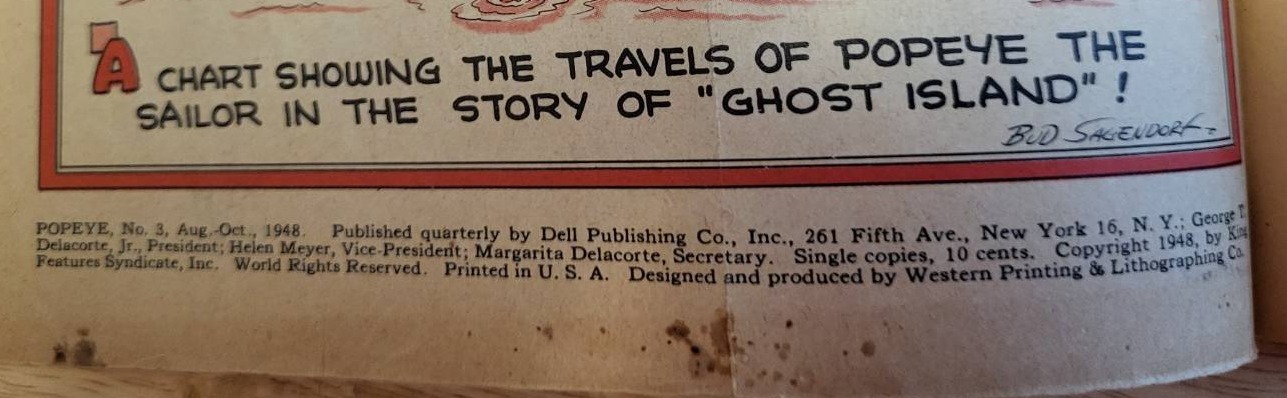 A CHART SHOWING THE TRAVELS OF POPEYE THE
SAILOR IN THE STORY OF "GHOST ISLAND" !
BUD SAGENDORF-
POPEYE, No. 3, Aug.-Oct., 1948. Published quarterly by Dell Publishing Co., Inc., 261 Fifth Ave., New York 16, N. Y.; George T.
Delacorte, Jr., President; Helen Meyer, Vice-President; Margarita Delacorte, Secretary. Single copies, 10 cents. Copyright 1948, by King
Features Syndicate, Inc. World Rights Reserved. Printed in U. S. A. Designed and produced by Western Printing & Lithographing Co.